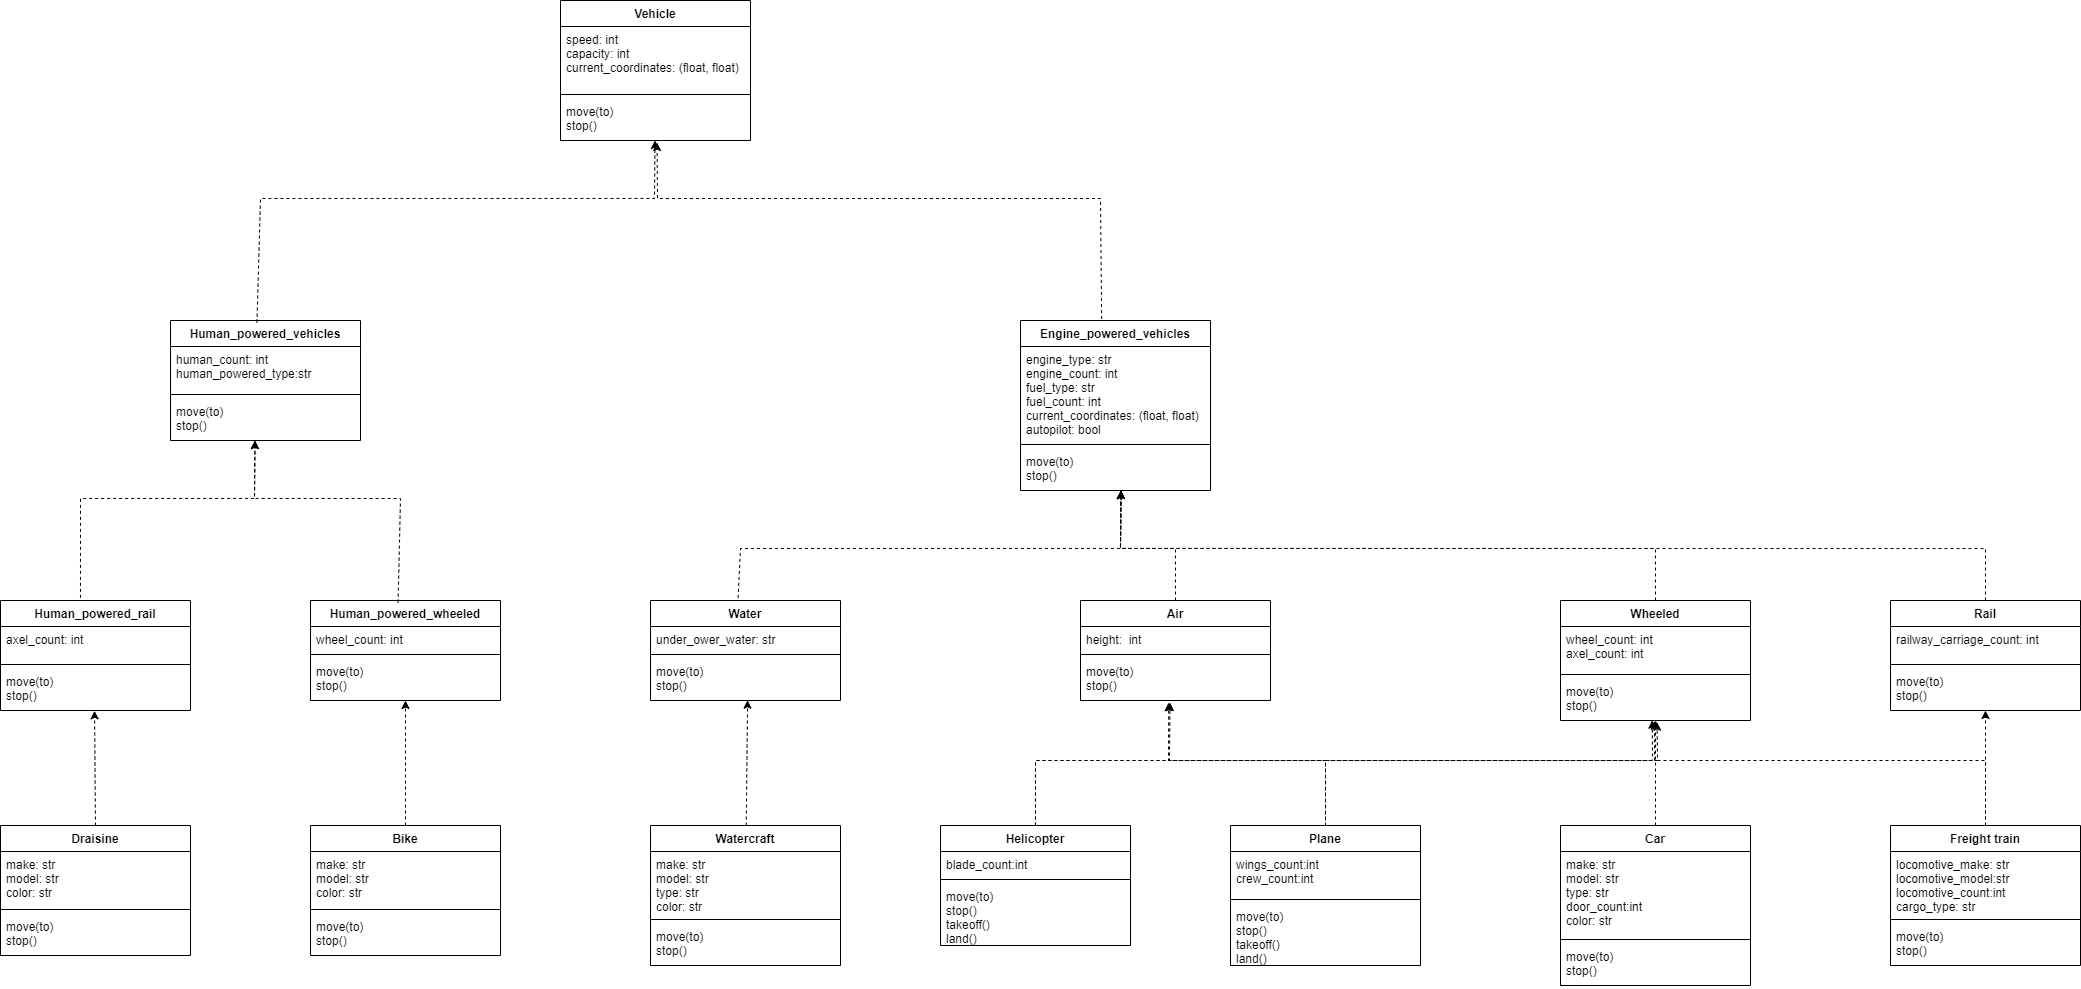 Vehicle
speed: int
capacity: int
current_coordinates: (float, float)
move(to)
stop()
Human_powered_vehicles
human_count: int
human_powered_type:str
move(to)
stop()
Engine_powered_vehicles
engine_type: str
engine_count: int
fuel_type: str
fuel_count: int
current_coordinates: (float, float)
autopilot: bool
move(to)
stop()
Human_powered_rail
axel_count: int
move(to)
stop()
Human_powered_wheeled
wheel_count: int
move(to)
stop()
Water
under_ower_water: str
move(to)
stop()
Air
height:  int
move(to)
stop()
Wheeled
wheel_count: int
axel_count: int
move(to)
stop()
Rail
railway_carriage_count: int
move(to)
stop()
Draisine
make: str
model: str
color: str
move(to)
stop()
Bike
make: str
model: str
color: str
move(to)
stop()
Watercraft
make: str
model: str
type: str
color: str
move(to)
stop()
Helicopter
blade_count:int
move(to)
stop()
takeoff()
land()
Plane
wings_count:int
crew_count:int
move(to)
stop()
takeoff()
land()
Car
make: str
model: str
type: str
door_count:int
color: str
move(to)
stop()
Freight train
locomotive_make: str
locomotive_model:str
locomotive_count:int
cargo_type: str
move(to)
stop()